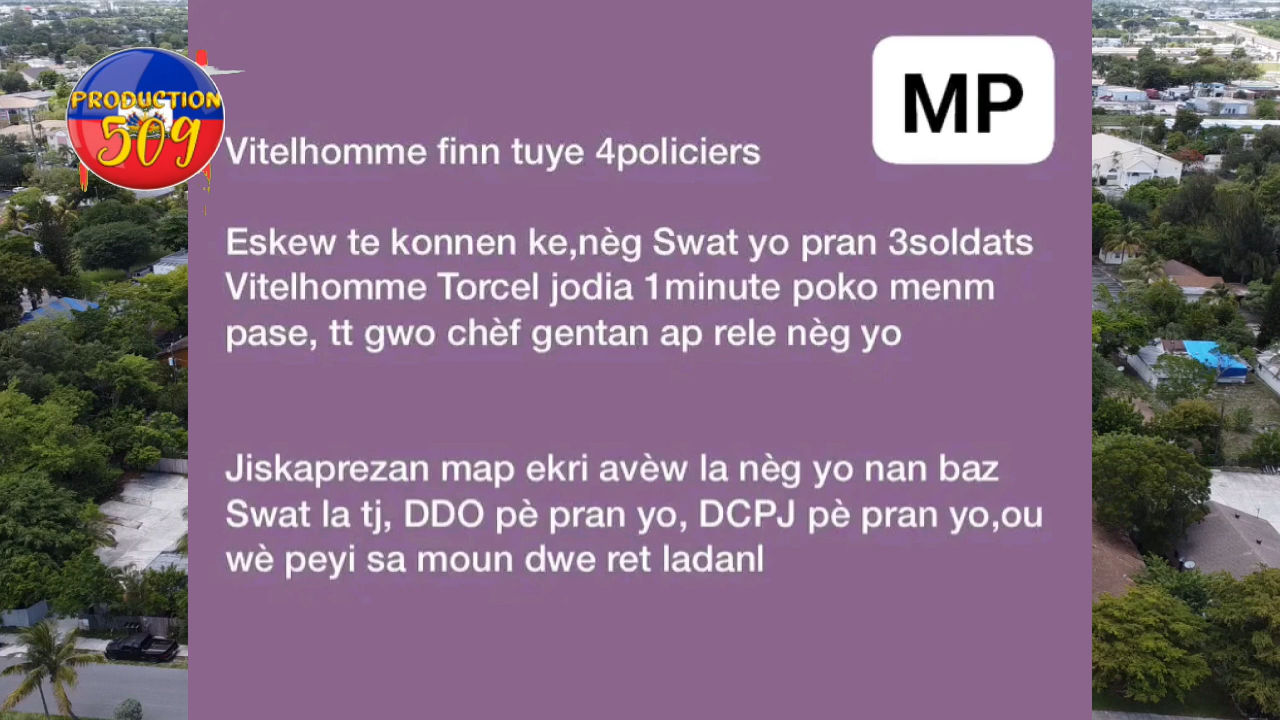 PRODUCTION
509
MP
Vitelhomme finn tuye 4policiers
Eskew te konnen ke,nèg Swat yo pran 3soldats
Vitelhomme Torcel jodia 1minute poko menm
pase, tt gwo chèf gentan ap rele nèg yo
Jiskaprezan map ekri avèw la nèg yo nan baz
Swat la tj, DDO pè pran yo, DCPJ pè pran yo,ou
wè peyi sa moun dwe ret ladanl